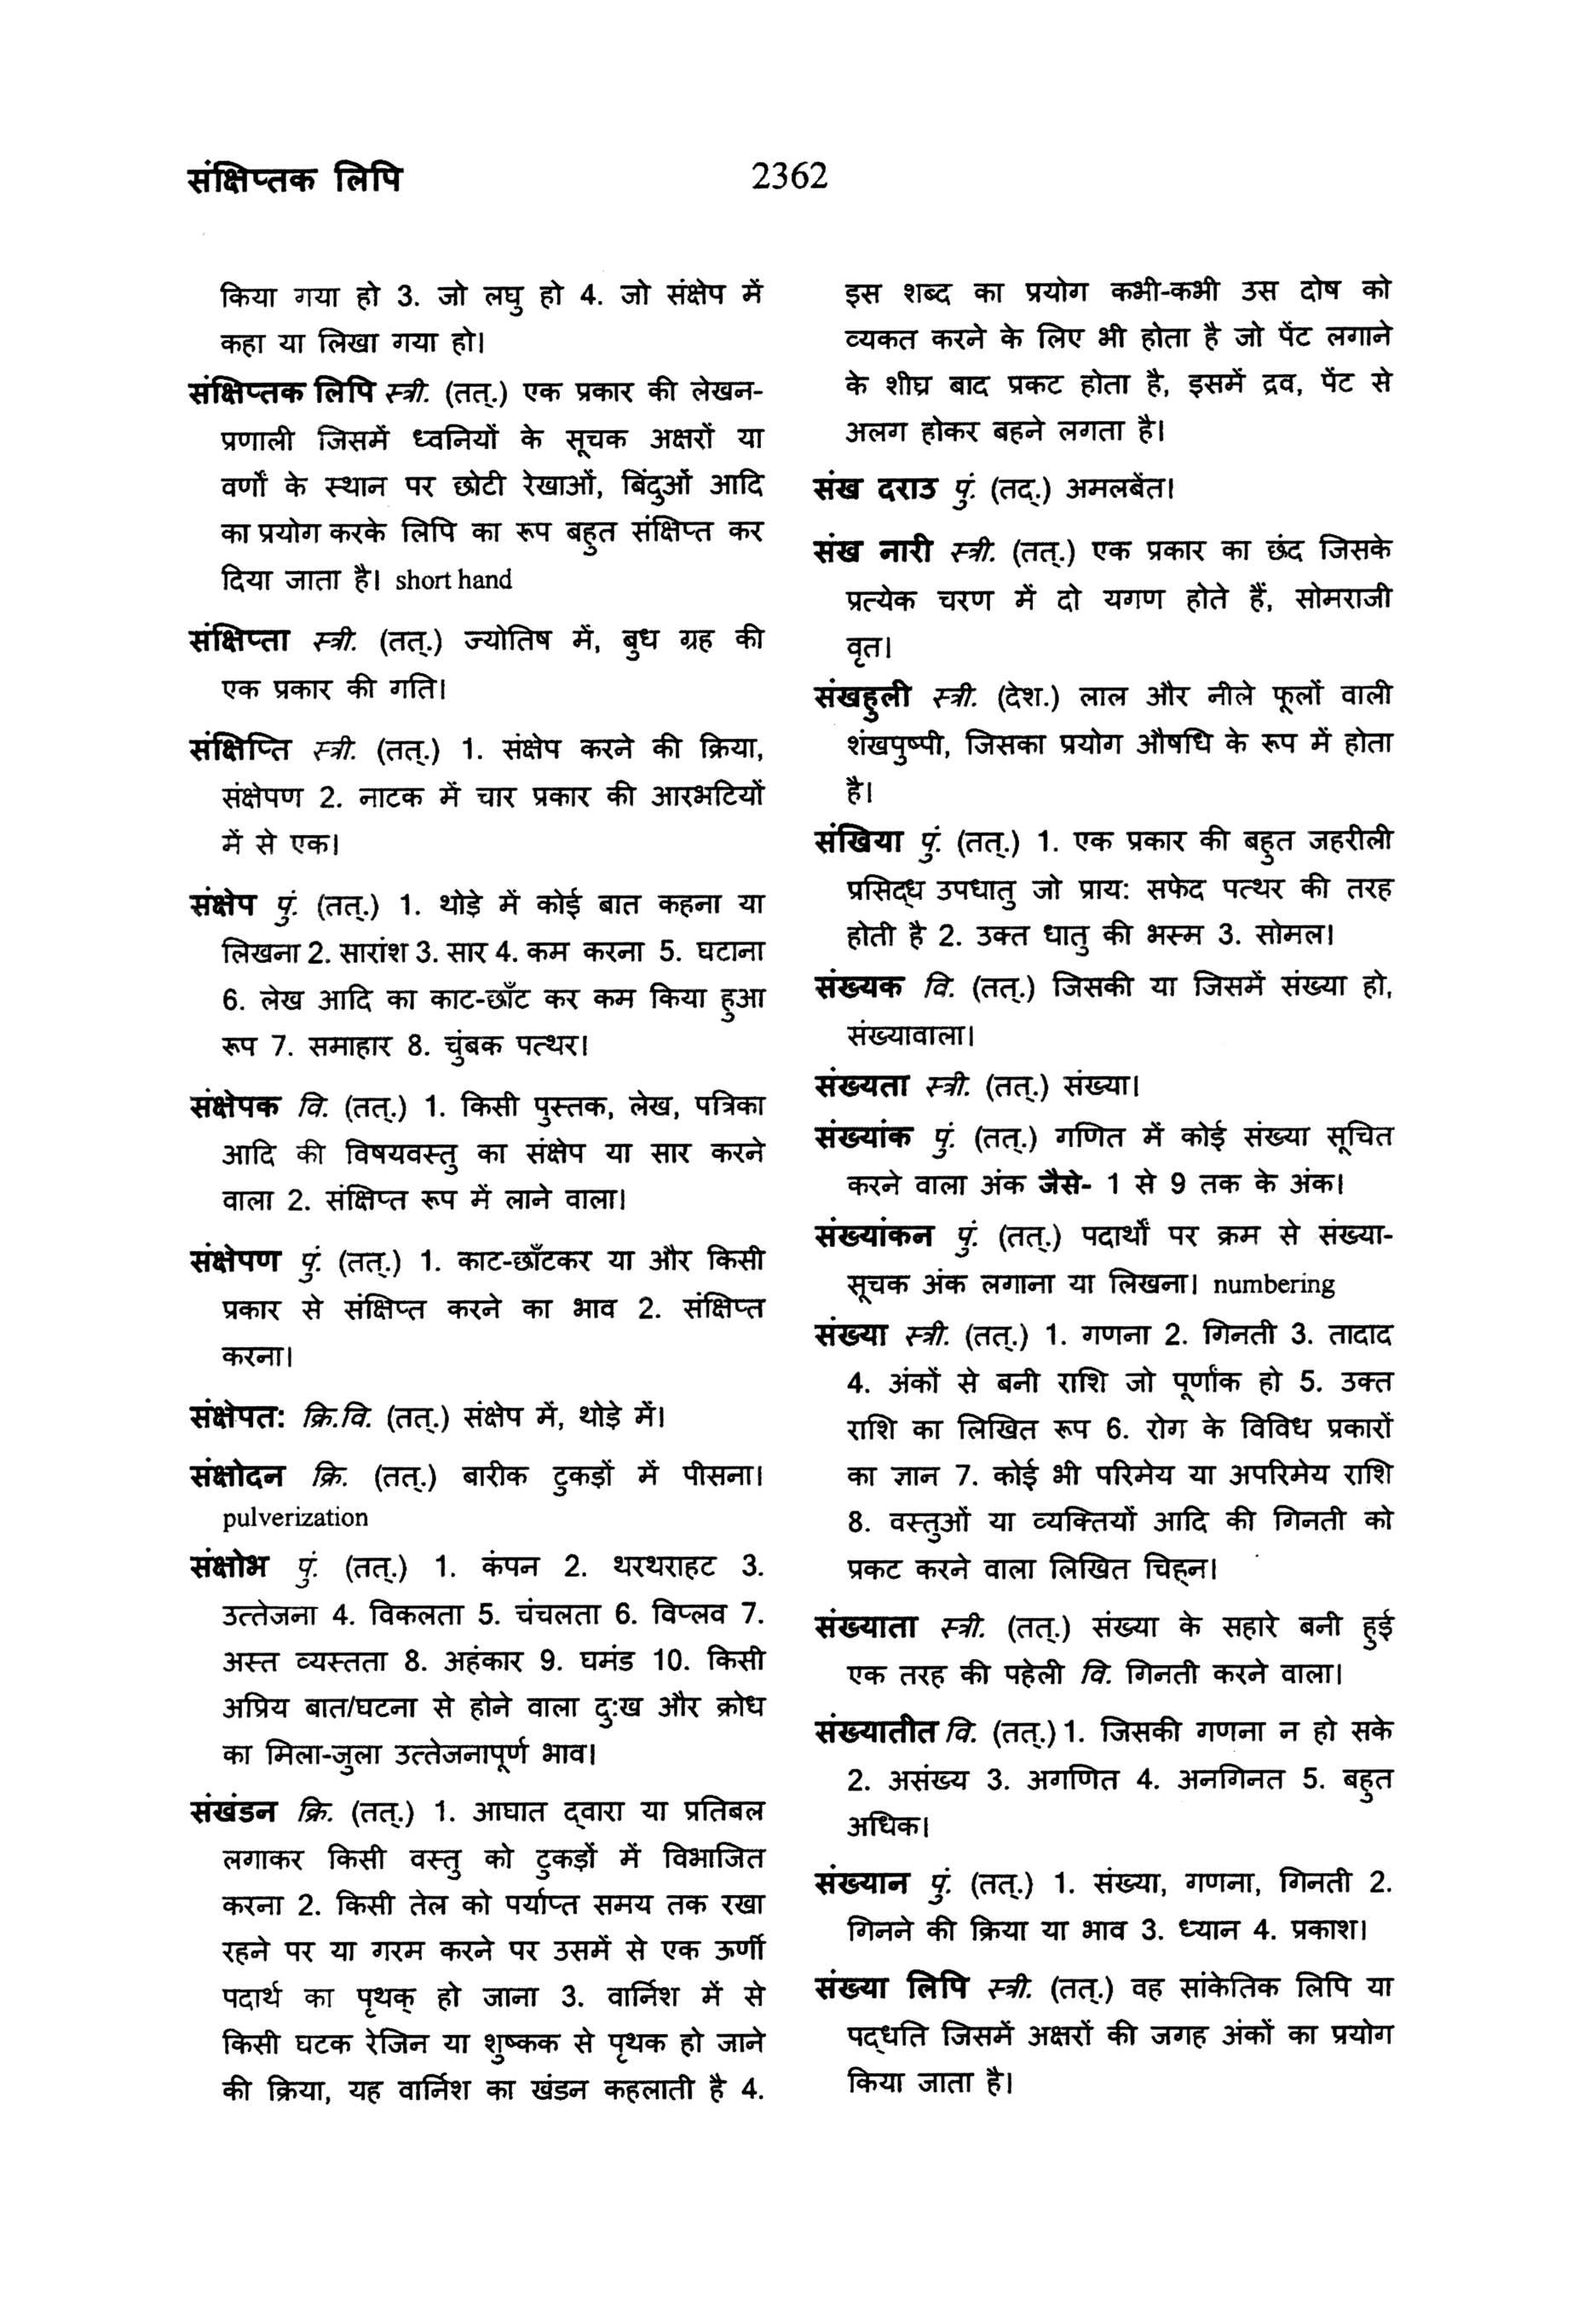 संक्षिप्तक लिपि
2362
किया गया हो 3. जो लघु हो 4. जो संक्षेप में
कहा या लिखा गया हो।
संक्षिप्तक लिपि स्त्री. (तत्.) एक प्रकार की लेखन-
प्रणाली जिसमें ध्वनियों के सूचक अक्षरों या
वर्णों के स्थान पर छोटी रेखाओं, बिंदुओं आदि
का प्रयोग करके लिपि का रूप बहुत संक्षिप्त कर
दिया जाता है। short hand
संक्षिप्ता स्त्री. (तत्.) ज्योतिष में, बुध ग्रह की
एक प्रकार की गति।
संक्षिप्ति स्त्री. (तत्.) 1. संक्षेप करने की क्रिया,
संक्षेपण 2. नाटक में चार प्रकार की आरभटियों
में से एक।
संक्षेप पुं. (तत्.) 1. थोड़े में कोई बात कहना या
लिखना 2. सारांश 3. सार 4. कम करना 5. घटाना
6. लेख आदि का काट-छाँट कर कम किया हुआ
रूप 7. समाहार 8. चुंबक पत्थर।
संक्षेपक वि. (तत्.) 1. किसी पुस्तक, लेख, पत्रिका
आदि की विषयवस्तु का संक्षेप या सार करने
वाला 2. संक्षिप्त रूप में लाने वाला।
संक्षेपण पुं. (तत्.) 1. काट-छाँटकर या और किसी
प्रकार से संक्षिप्त करने का भाव 2. संक्षिप्त
करना।
संक्षेपत: क्रि.वि. (तत्.) संक्षेप में, थोड़े में।
संक्षोदन क्रि. (तत्.) बारीक टुकड़ों में पीसना।
pulverization
संक्षोभ पुं. (तत्.) 1. कंपन 2. थरथराहट 3.
उत्तेजना 4. विकलता 5. चंचलता 6. विप्लव 7.
अस्त व्यस्तता 8. अहंकार 9. घमंड 10. किसी
अप्रिय बात/घटना से होने वाला दु:ख और क्रोध
का मिला-जुला उत्तेजनापूर्ण भाव।
संखंडन क्रि. (तत्.) 1. आघात द्वारा या प्रतिबल
लगाकर किसी वस्तु को टुकड़ों में विभाजित
करना 2. किसी तेल को पर्याप्त समय तक रखा
रहने पर या गरम करने पर उसमें से एक ऊर्णी
पदार्थ का पृथक् हो जाना 3. वार्निश में से
किसी घटक रेजिन या शुष्कक से पृथक हो जाने
की क्रिया, यह वार्निश का खंडन कहलाती है 4.
इस शब्द का प्रयोग कभी-कभी उस दोष को
व्यकत करने के लिए भी होता है जो पेंट लगाने
के शीघ्र बाद प्रकट होता है, इसमें द्रव, पेंट से
अलग होकर बहने लगता है।
संख दराउ पुं. (तद्.) अमलबेंत।
संख नारी स्त्री. (तत्.) एक प्रकार का छंद जिसके
प्रत्येक चरण में दो यगण होते हैं, सोमराजी
वृत।
संखहुली स्त्री. (देश.) लाल और नीले फूलों वाली
शंखपुष्पी, जिसका प्रयोग औषधि के रूप में होता
है।
संखिया पुं. (तत्.) 1. एक प्रकार की बहुत जहरीली
प्रसिद्ध उपधातु जो प्राय: सफेद पत्थर की तरह
होती है 2. उक्त धातु की भस्म 3. सोमल।
संख्यक वि. (तत्.) जिसकी या जिसमें संख्या हो,
संख्यावाला।
संख्यता स्त्री. (तत्.) संख्या।
संख्यांक पुं. (तत्.) गणित में कोई संख्या सूचित
करने वाला अंक जैसे- 1 से 9 तक के अंक।
संख्यांकन पुं. (तत्.) पदार्थों पर क्रम से संख्या-
सूचक अंक लगाना या लिखना। numbering
संख्या स्त्री. (तत्.) 1. गणना 2. गिनती 3. तादाद
4. अंकों से बनी राशि जो पूर्णांक हो 5. उक्त
राशि का लिखित रूप 6. रोग के विविध प्रकारों
का ज्ञान 7. कोई भी परिमेय या अपरिमेय राशि
8. वस्तुओं या व्यक्तियों आदि की गिनती को
प्रकट करने वाला लिखित चिह्न।
संख्याता स्त्री. (तत्.) संख्या के सहारे बनी हुई
एक तरह की पहेली वि. गिनती करने वाला।
संख्यातीत वि. (तत्.) 1. जिसकी गणना न हो सके
2. असंख्य 3. अगणित 4. अनगिनत 5. बहुत
अधिक।
संख्यान पुं. (तत्.) 1. संख्या, गणना, गिनती 2.
गिनने की क्रिया या भाव 3. ध्यान 4. प्रकाश।
संख्या लिपि स्त्री. (तत्.) वह सांकेतिक लिपि या
पद्धति जिसमें अक्षरों की जगह अंकों का प्रयोग
किया जाता है।